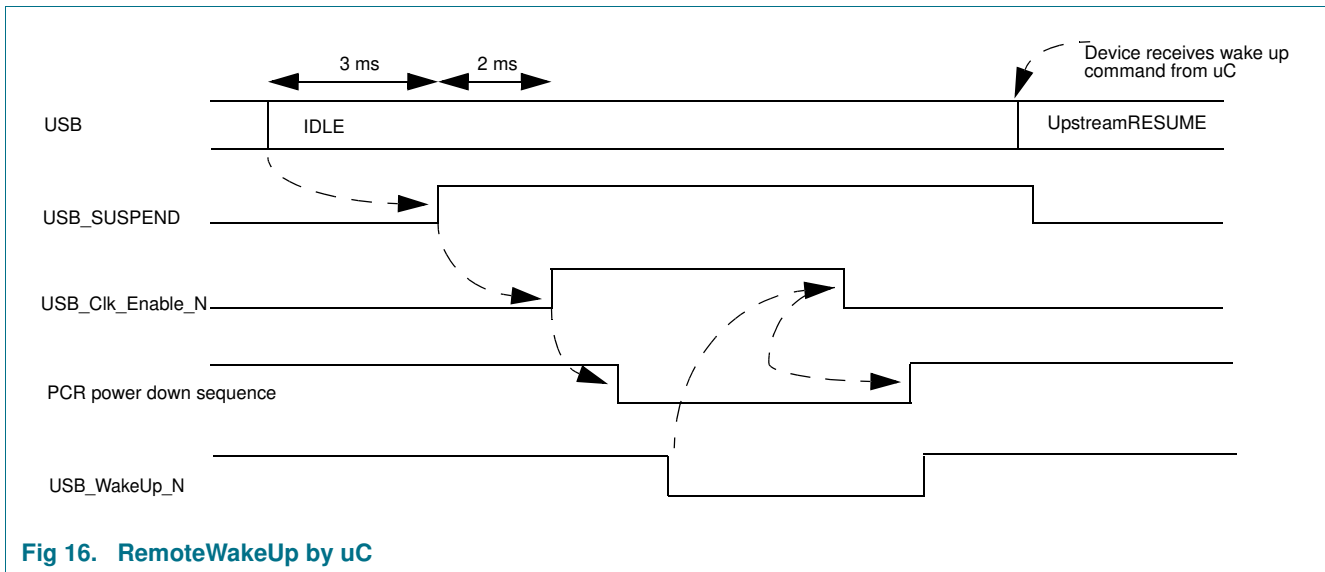 3 ms
2 ms
Device receives wake up
command from uC
USB
IDLE
UpstreamRESUME
USB_SUSPEND
USB_Clk_Enable_N
PCR power down sequence
USB_WakeUp_N
Fig 16. RemoteWakeUp by uC